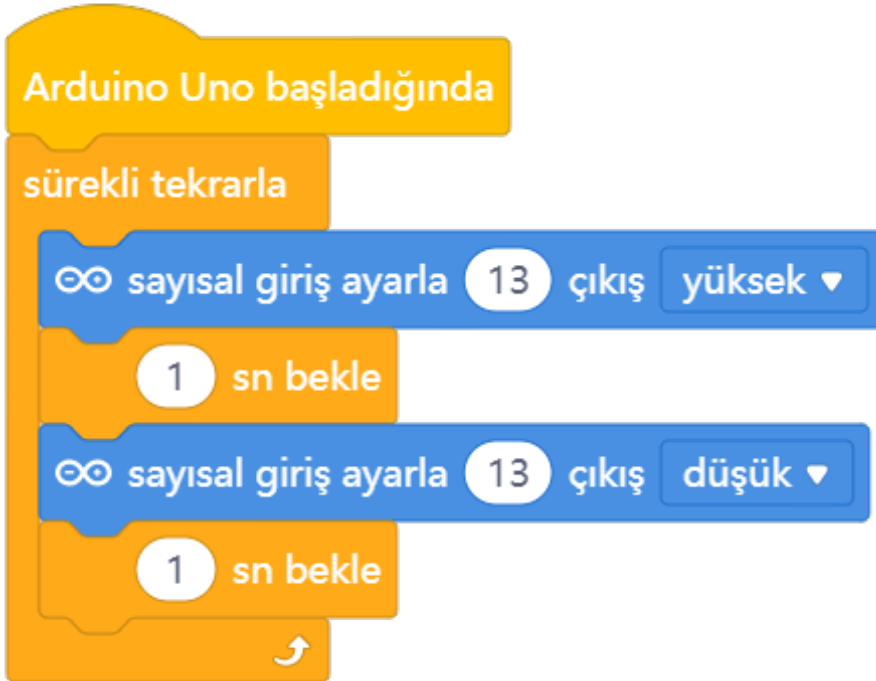 Arduino Uno başladığında
sürekli tekrarla
sayısal giriş ayarla 13 çıkış yüksek
1 sn bekle
sayısal giriş ayarla 13 çıkış düşük
1 sn bekle